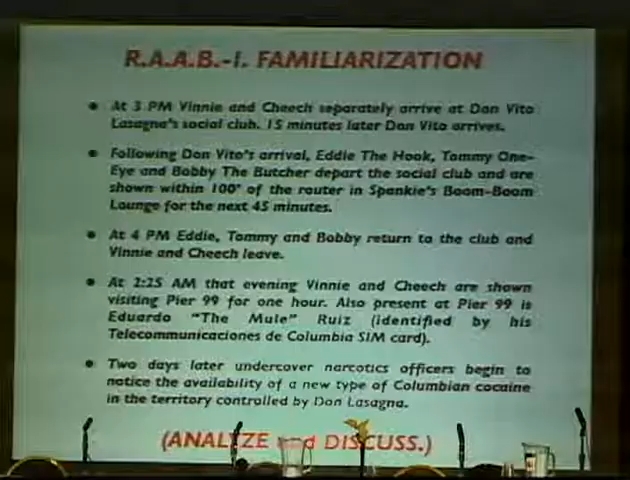 R.A.A.B.-I. FAMILIARIZATION
• At 3 PM Vinnie and Cheech separately arrive at Don Vito
Lasagna's social club. 15 minutes later Don Vito arrives.
• Following Don Vito's arrival, Eddie The Hook, Tommy One-
Eye and Bobby The Butcher depart the social club and are
shown within 100' of the router in Spankie's Boom-Boom
Lounge for the next 45 minutes.
• At 4 PM Eddie, Tommy and Bobby return to the club and
Vinnie and Cheech leave.
• At 2:25 AM that evening Vinnie and Cheech are shown
visiting Pier 99 for one hour. Also present at Pier 99 is
Eduardo "The Mule" Ruiz (identified by his
Telecommunicaciones de Columbia SIM card).
• Two days later undercover narcotics officers begin to
notice the availability of a new type of Columbian cocaine
in the territory controlled by Don Lasagna.
(ANALYZE and DISCUSS.)